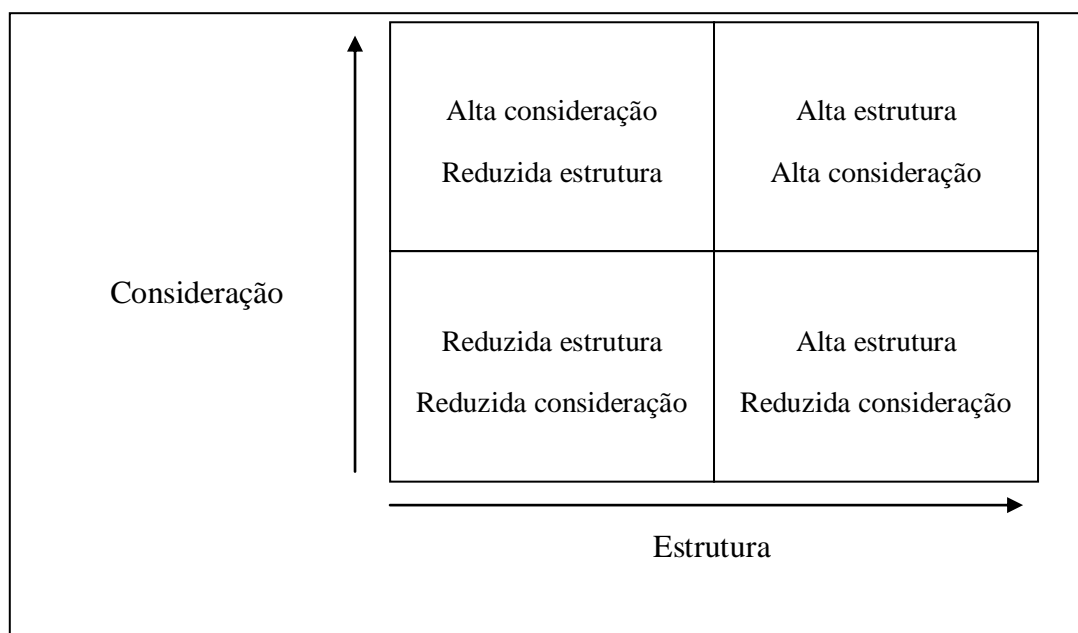 Alta consideração
Reduzida estrutura
Alta estrutura
Alta consideração
Consideração
Reduzida estrutura
Reduzida consideração
Alta estrutura
Reduzida consideração
Estrutura